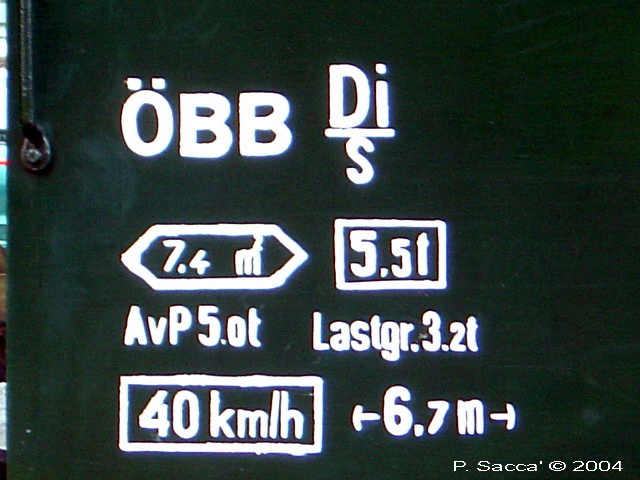 ÖBB Di/S
7.4 m² 5.5t
AvP 5.0t Lastgr. 3.2t
40 km/h ⊢6.7 m⊣
P. Sacca' © 2004